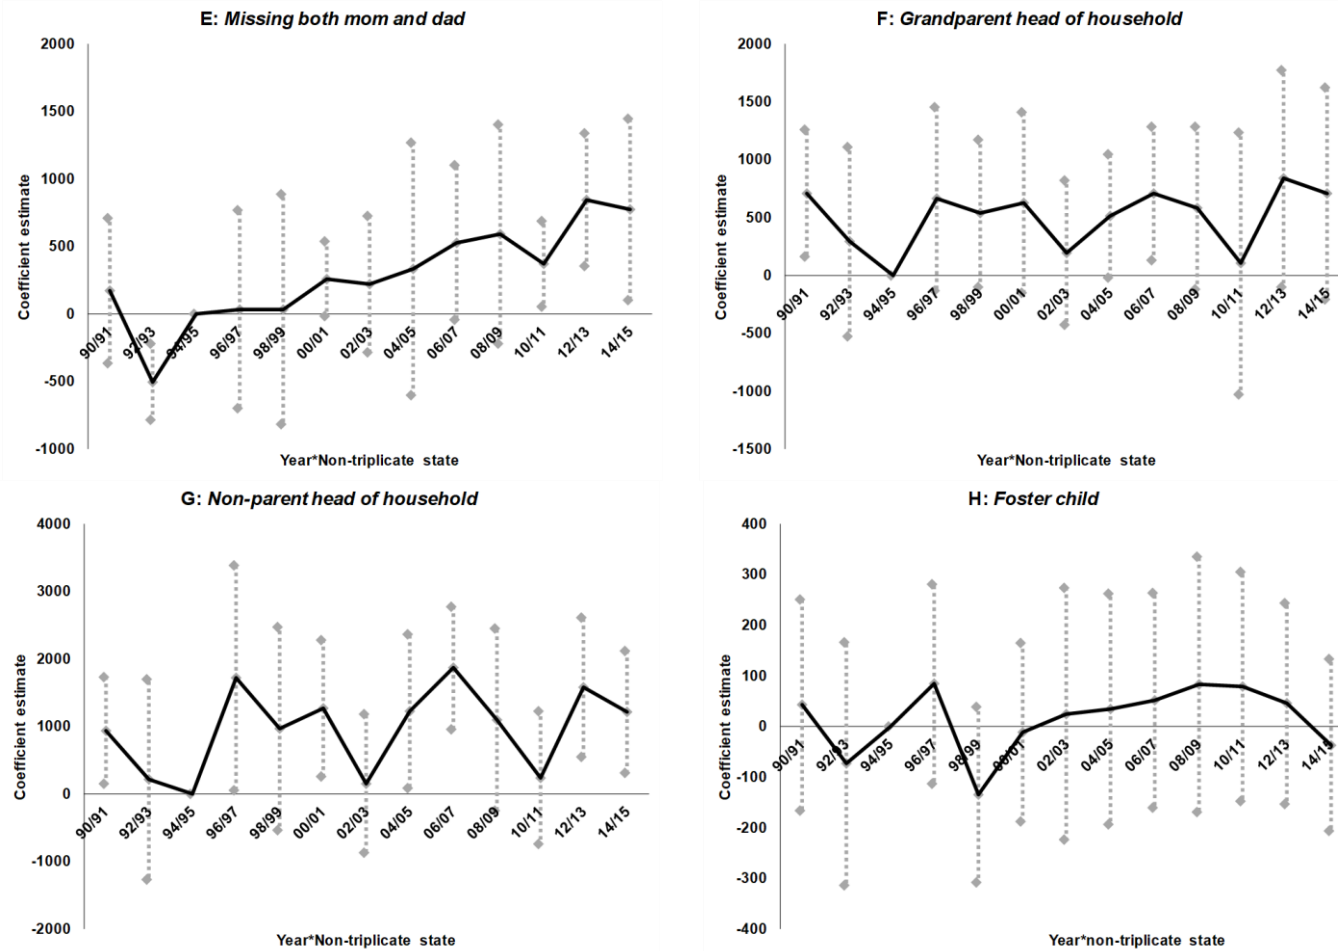 E: Missing both mom and dad
2000
1500
1000
500
0
-500
-1000
Coefficient estimate
90/91 92/93 94/95 96/97 98/99 00/01 02/03 04/05 06/07 08/09 10/11 12/13 14/15
Year*Non-triplicate state
F: Grandparent head of household
2000
1500
1000
500
0
-500
-1000
-1500
Coefficient estimate
90/91 92/93 94/95 96/97 98/99 00/01 02/03 04/05 06/07 08/09 10/11 12/13 14/15
Year*Non-triplicate state
G: Non-parent head of household
4000
3000
2000
1000
0
-1000
-2000
Coefficient estimate
90/91 92/93 94/95 96/97 98/99 00/01 02/03 04/05 06/07 08/09 10/11 12/13 14/15
Year*Non-triplicate state
H: Foster child
400
300
200
100
0
-100
-200
-300
-400
Coefficient estimate
90/91 92/93 94/95 96/97 98/99 00/01 02/03 04/05 06/07 08/09 10/11 12/13 14/15
Year*non-triplicate state